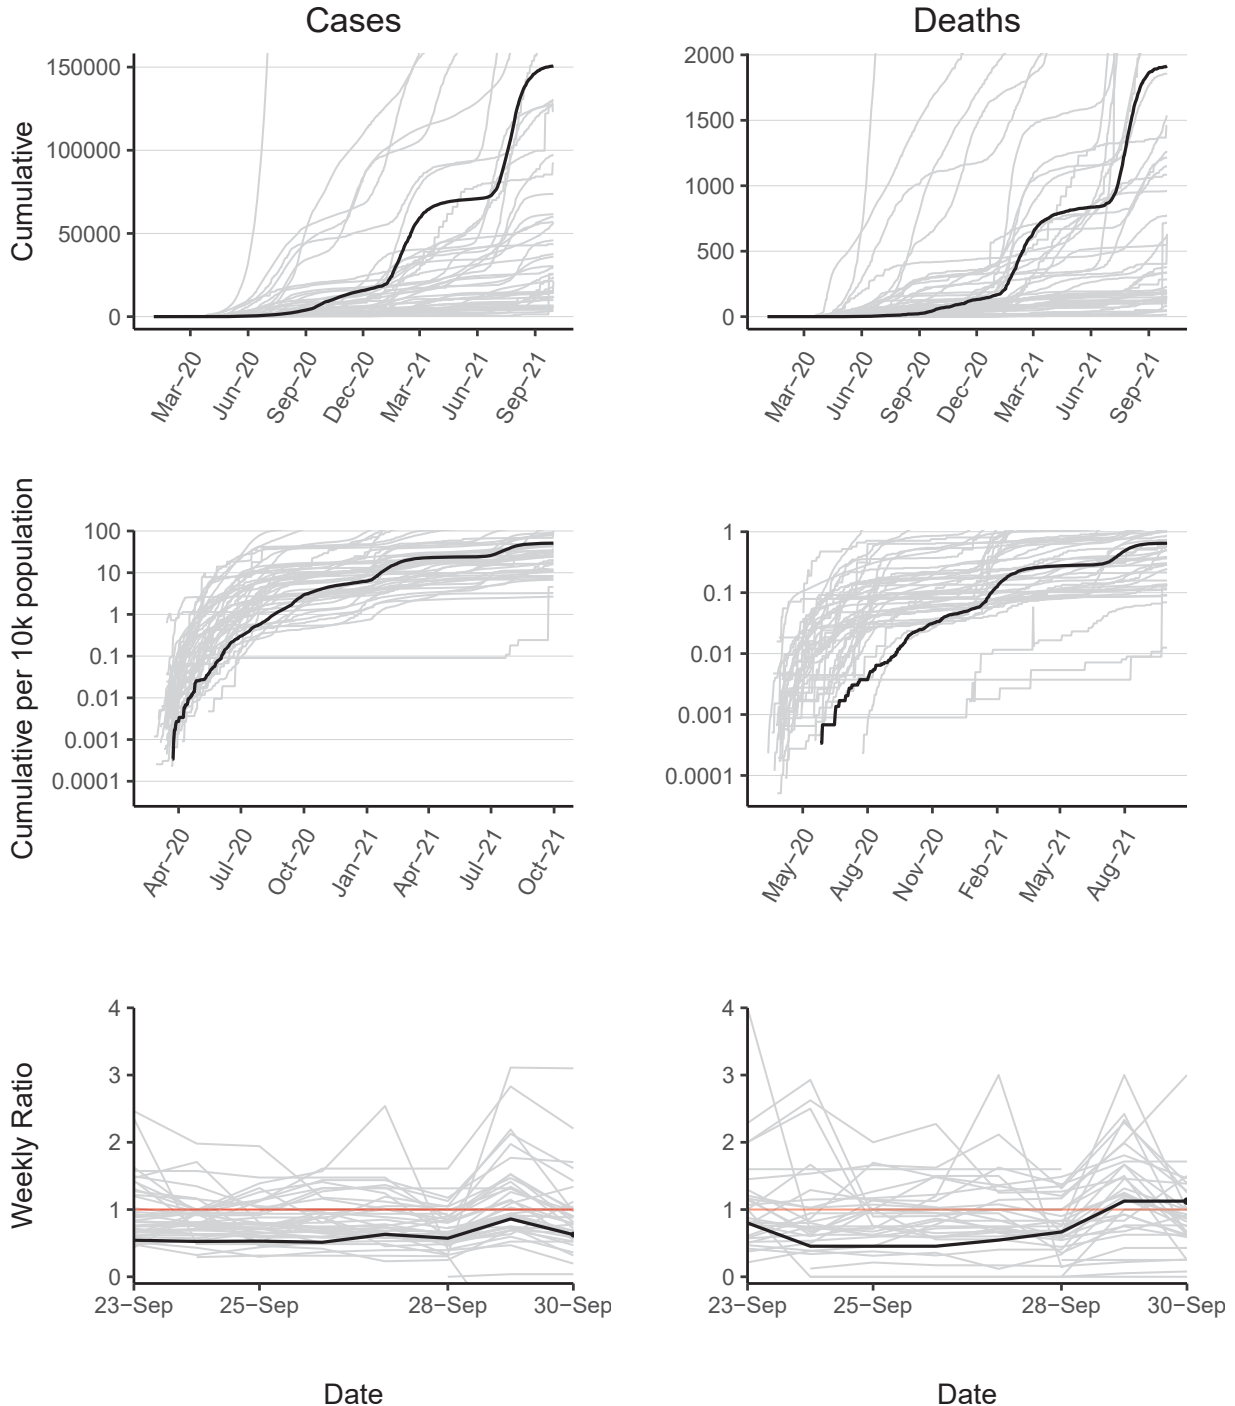 Cases
Deaths
Cumulative
150000
100000
50000
0
Mar−20
Jun−20
Sep−20
Dec−20
Mar−21
Jun−21
Sep−21
2000
1500
1000
500
0
Mar−20
Jun−20
Sep−20
Dec−20
Mar−21
Jun−21
Sep−21
Cumulative per 10k population
100
10
1
0.1
0.01
0.001
0.0001
Apr−20
Jul−20
Oct−20
Jan−21
Apr−21
Jul−21
Oct−21
1
0.1
0.01
0.001
0.0001
May−20
Aug−20
Nov−20
Feb−21
May−21
Aug−21
Weekly Ratio
4
3
2
1
0
23−Sep
25−Sep
28−Sep
30−Sep
4
3
2
1
0
23−Sep
25−Sep
28−Sep
30−Sep
Date
Date